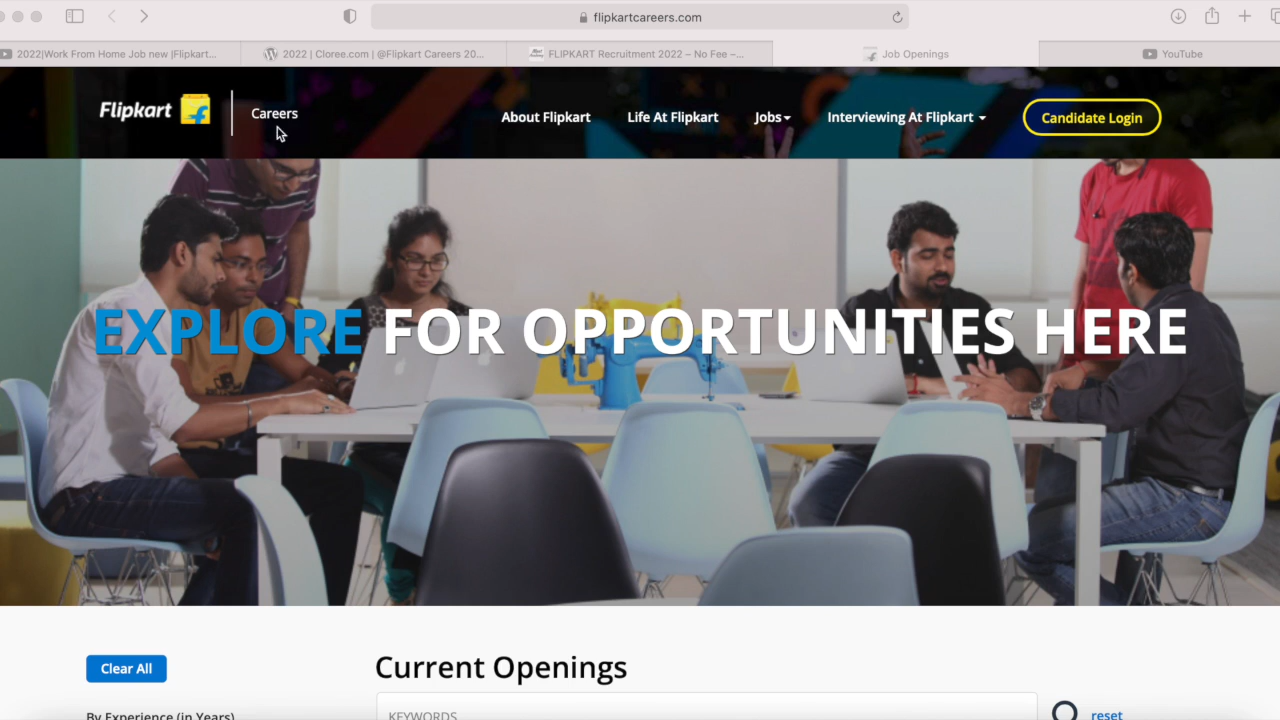 flipkartcareers.com
2022|Work From Home Job new |Flipkart...
2022 | Cloree.com | @Flipkart Careers 20...
FLIPKART Recruitment 2022 – No Fee –...
Job Openings
YouTube
Flipkart
Careers
About Flipkart
Life At Flipkart
Jobs
Interviewing At Flipkart
Candidate Login
EXPLORE FOR OPPORTUNITIES HERE
Clear All
Current Openings
By Experience (in Years)
KEYWORDS
reset